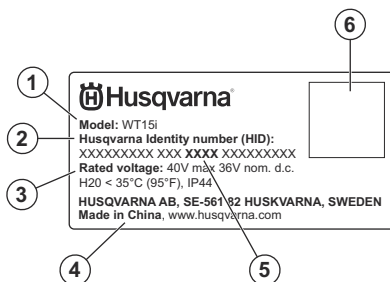 1
6
Husqvarna®
Model: WT15i
2
Husqvarna Identity number (HID):
XXXXXXXXX XXX XXXX XXXXXXXXX
Rated voltage: 40V max 36V nom. d.c.
3
H20 < 35°C (95°F), IP44
HUSQVARNA AB, SE-561 82 HUSKVARNA, SWEDEN
Made in China, www.husqvarna.com
4
5